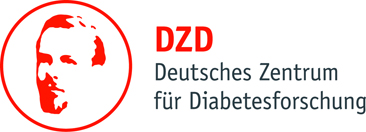 DZD
Deutsches Zentrum
für Diabetesforschung